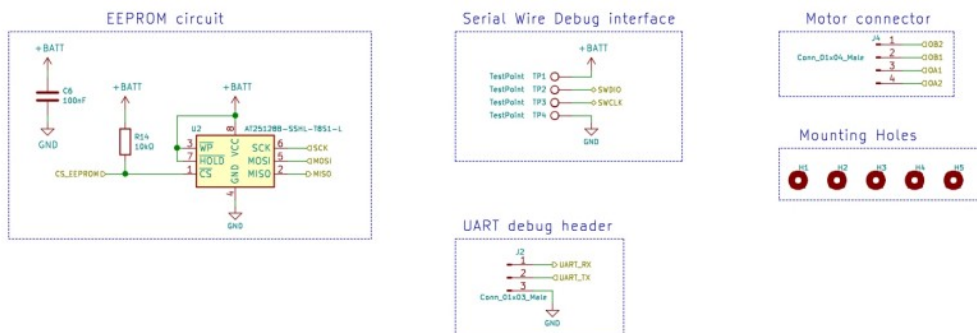 EEPROM circuit
+BATT
C6
100nF
GND
+BATT
R14
10kΩ
+BATT
U2
AT25128B-SSHL-T
8
VCC
3
WP
7
HOLD
1
CS
SCK
6
SCK
MOSI
5
MOSI
MISO
2
MISO
GND
4
GND
CS_EEPROM
Serial Wire Debug interface
+BATT
TestPoint TP1
TestPoint TP2
SWDIO
TestPoint TP3
SWCLK
TestPoint TP4
GND
UART debug header
J2
1
UART_RX
2
UART_TX
3
Conn_01x03_Male
GND
Motor connector
J4
Conn_01x04_Male
1
OB2
2
OB1
3
OA1
4
OA2
Mounting Holes
H1 H2 H3 H4 H5